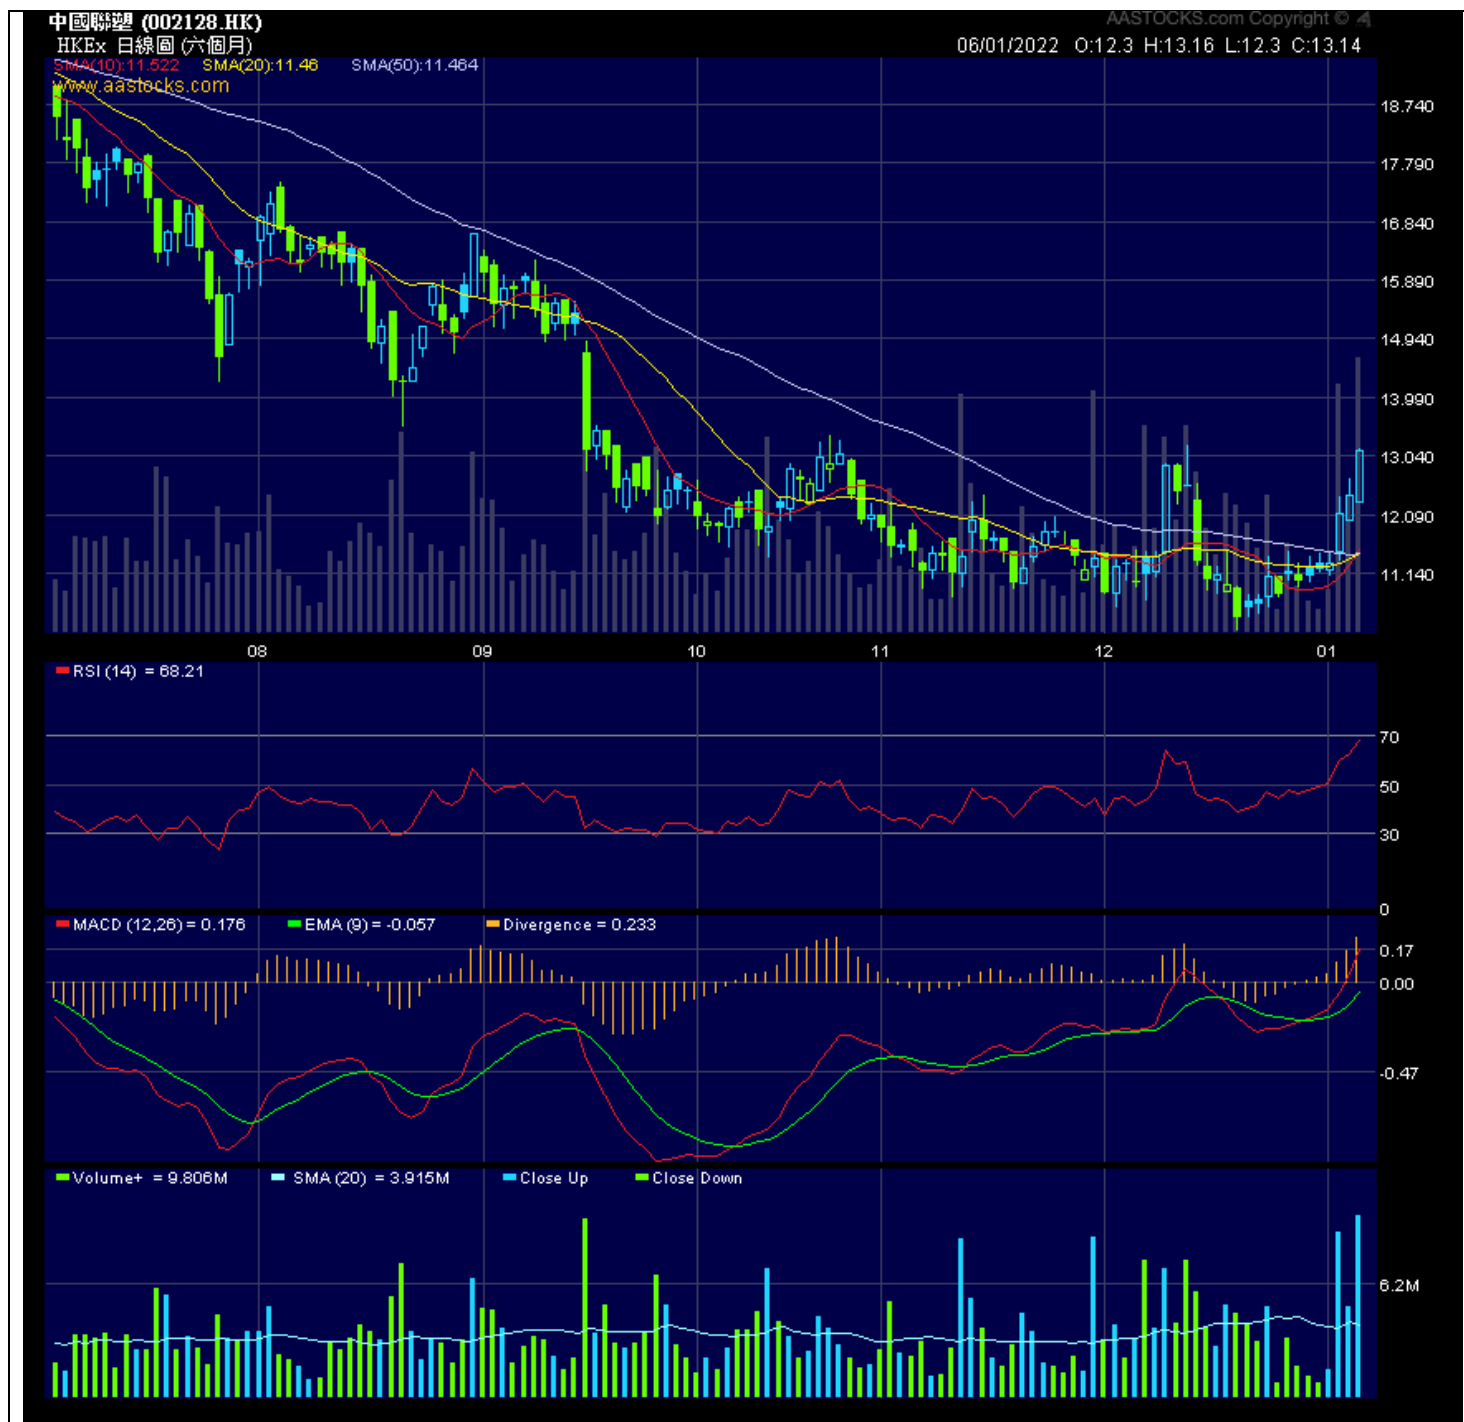 AASTOCKS.com Copyright ©
中國聯塑 (002128.HK)
HKEx 日線圖 (六個月)
06/01/2022 O:12.3 H:13.16 L:12.3 C:13.14
SMA(10):11.522 SMA(20):11.46 SMA(50):11.464
www.aastocks.com
18.740
17.790
16.840
15.890
14.940
13.990
13.040
12.090
11.140
08 09 10 11 12 01
RSI (14) = 68.21
70
50
30
0
MACD (12,26) = 0.176 EMA (9) = -0.057 Divergence = 0.233
0.17
0.00
-0.47
Volume+ = 9.806M SMA (20) = 3.915M Close Up Close Down
6.2M